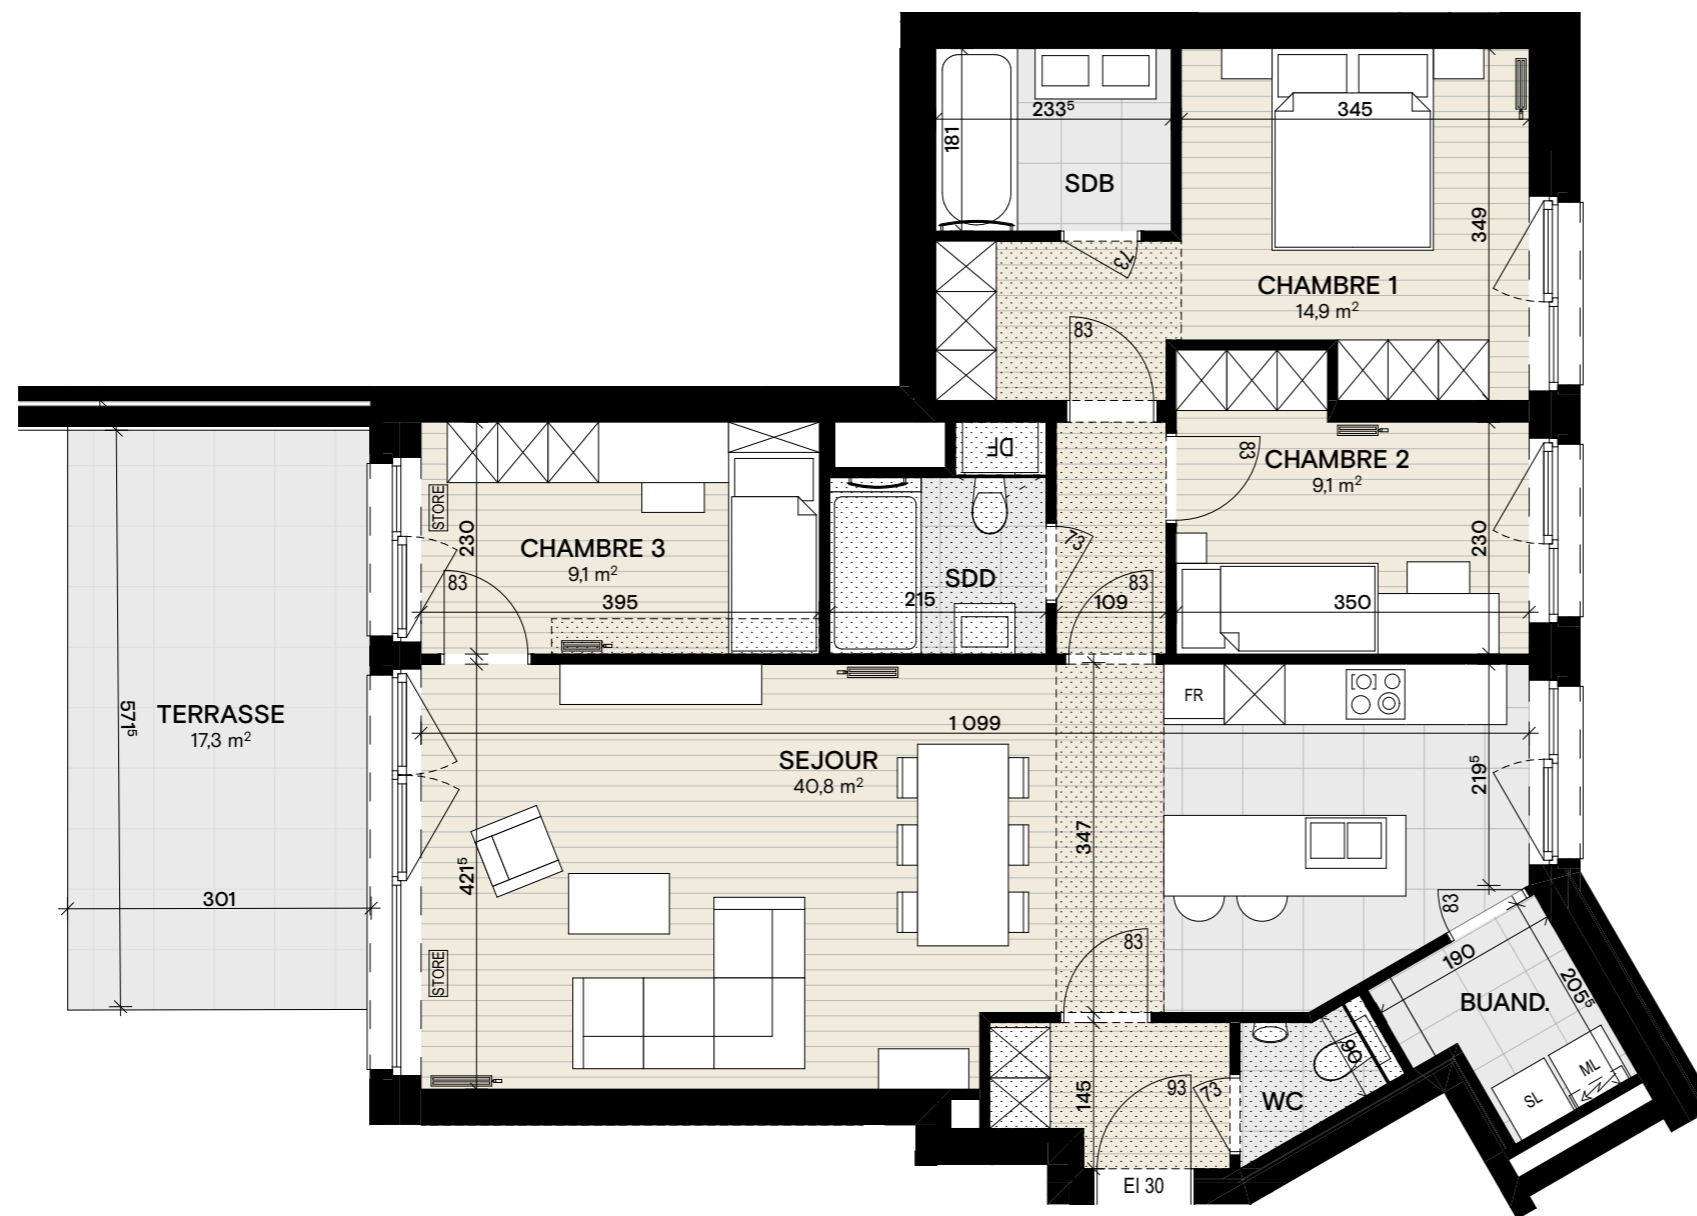 233⁵
345
181
SDB
349
73
CHAMBRE 1
14,9 m²
83
DF
83
CHAMBRE 2
9,1 m²
STORE
230
CHAMBRE 3
9,1 m²
83
395
SDD
215
73
83
109
230
350
571⁵
TERRASSE
17,3 m²
FR
1 099
SEJOUR
40,8 m²
219⁵
347
421⁵
301
83
83
STORE
190
205⁵
BUAND.
90
145
93
73
WC
SL
ML
EI 30